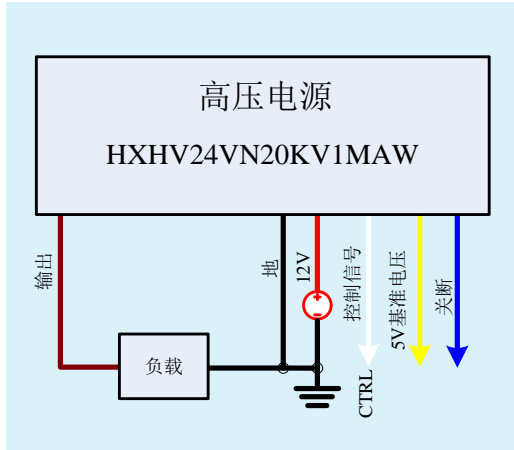 高压电源
HXHV24VN20KV1MAW
输出
地
12V
控制信号
5V基准电压
关断
负载
CTRL